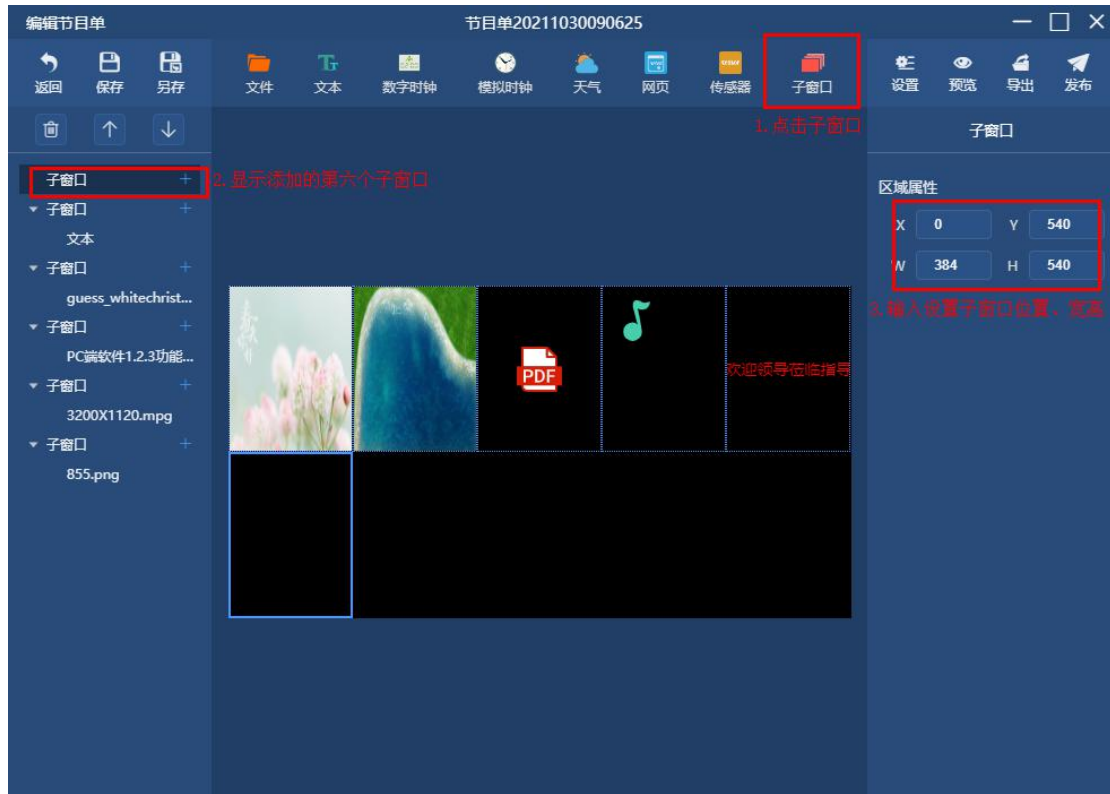 编辑节目单
节目单20211030090625
返回 保存 另存 文件 文本 数字时钟 模拟时钟 天气 网页 传感器 子窗口 设置 预览 导出 发布
1.点击子窗口
子窗口
子窗口 +
2.显示添加的第六个子窗口
区域属性
子窗口 +
X 0 Y 540
文本
W 384 H 540
子窗口 +
guess_whitechrist...
3.输入设置子窗口位置、宽高
子窗口 +
PC端软件1.2.3功能...
PDF
欢迎领导莅临指导
子窗口 +
3200X1120.mpg
子窗口 +
855.png